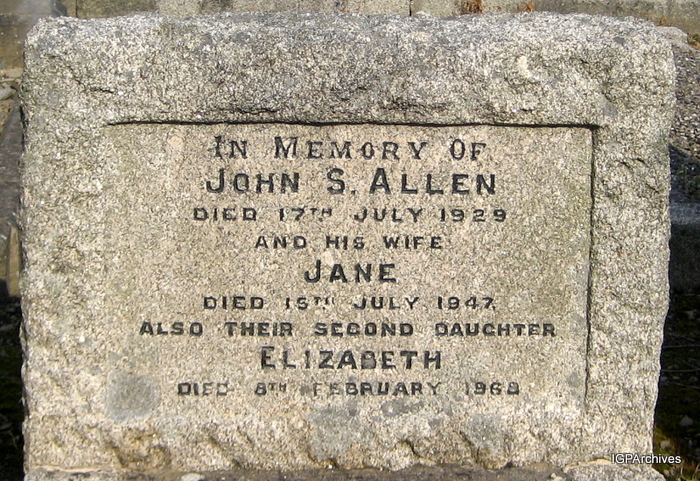 IN MEMORY OF
JOHN S. ALLEN
DIED 17TH JULY 1929
AND HIS WIFE
JANE
DIED 15TH JULY 1947.
ALSO THEIR SECOND DAUGHTER
ELIZABETH
DIED 8TH FEBRUARY 1968
IGPArchives